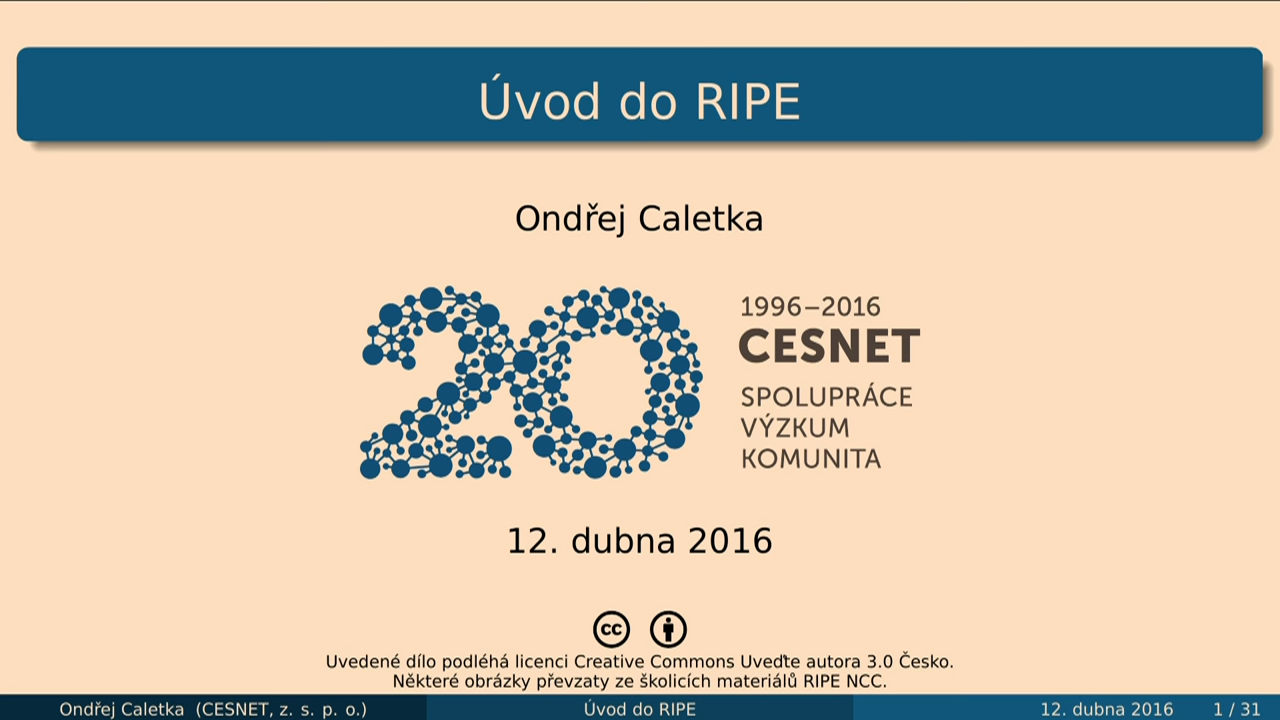 Úvod do RIPE
Ondřej Caletka
20
1996–2016
CESNET
SPOLUPRÁCE
VÝZKUM
KOMUNITA
12. dubna 2016
cc
Uvedené dílo podléhá licenci Creative Commons Uveďte autora 3.0 Česko.
Některé obrázky převzaty ze školicích materiálů RIPE NCC.
Ondřej Caletka (CESNET, z. s. p. o.) Úvod do RIPE 12. dubna 2016 1 / 31